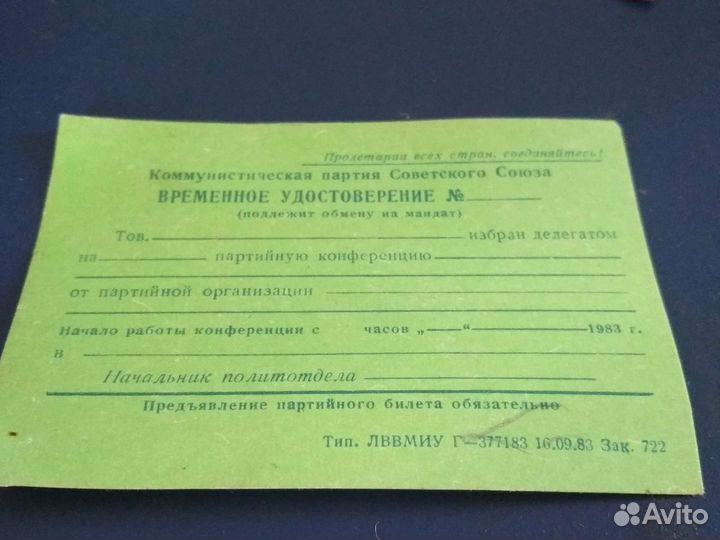 Пролетарии всех стран, соединяйтесь!
Коммунистическая партия Советского Союза
ВРЕМЕННОЕ УДОСТОВЕРЕНИЕ №
(подлежит обмену на мандат)
Тов. избран делегатом
на партийную конференцию
от партийной организации
Начало работы конференции с часов „ “ 1983 г.
в
Начальник политотдела
Предъявление партийного билета обязательно
Тип. ЛВВМИУ Г—377183 16.09.83 Зак. 722
Avito